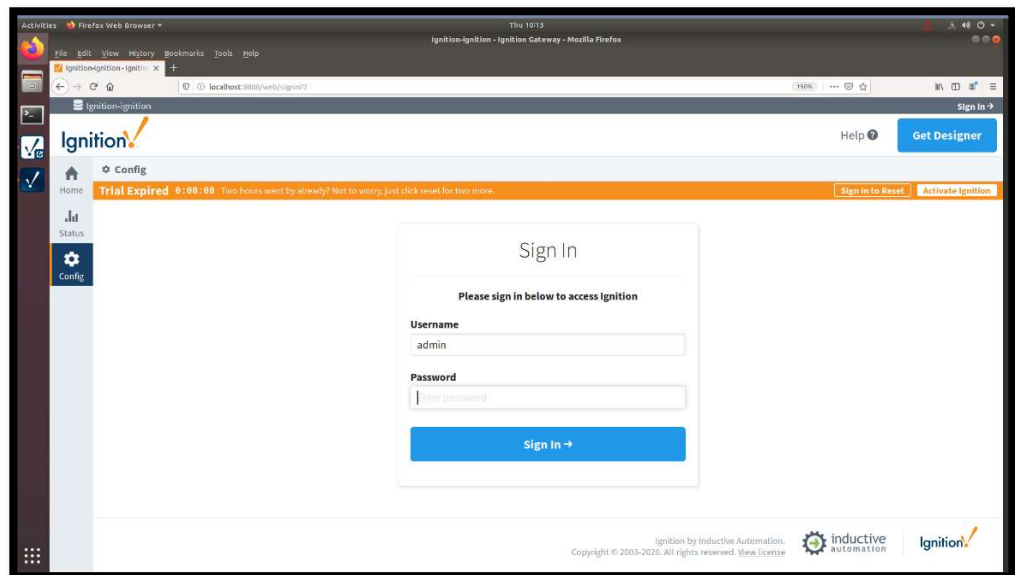 Activities Firefox Web Browser Thu 10:13
Ignition-ignition - Ignition Gateway - Mozilla Firefox
File Edit View History Bookmarks Tools Help
Ignition-ignition - Ignitio × +
localhost:8088/web/signin?2 150%
Ignition-ignition Sign In →
Ignition! Help Get Designer
Config
Home
Trial Expired 0:00:00 Two hours went by already? Not to worry, just click reset for two more. Sign in to Reset Activate Ignition
Status
Config
Sign In
Please sign in below to access Ignition
Username
admin
Password
Enter password
Sign In →
Ignition by Inductive Automation.
Copyright © 2003-2020. All rights reserved. View license
inductive automation
Ignition!